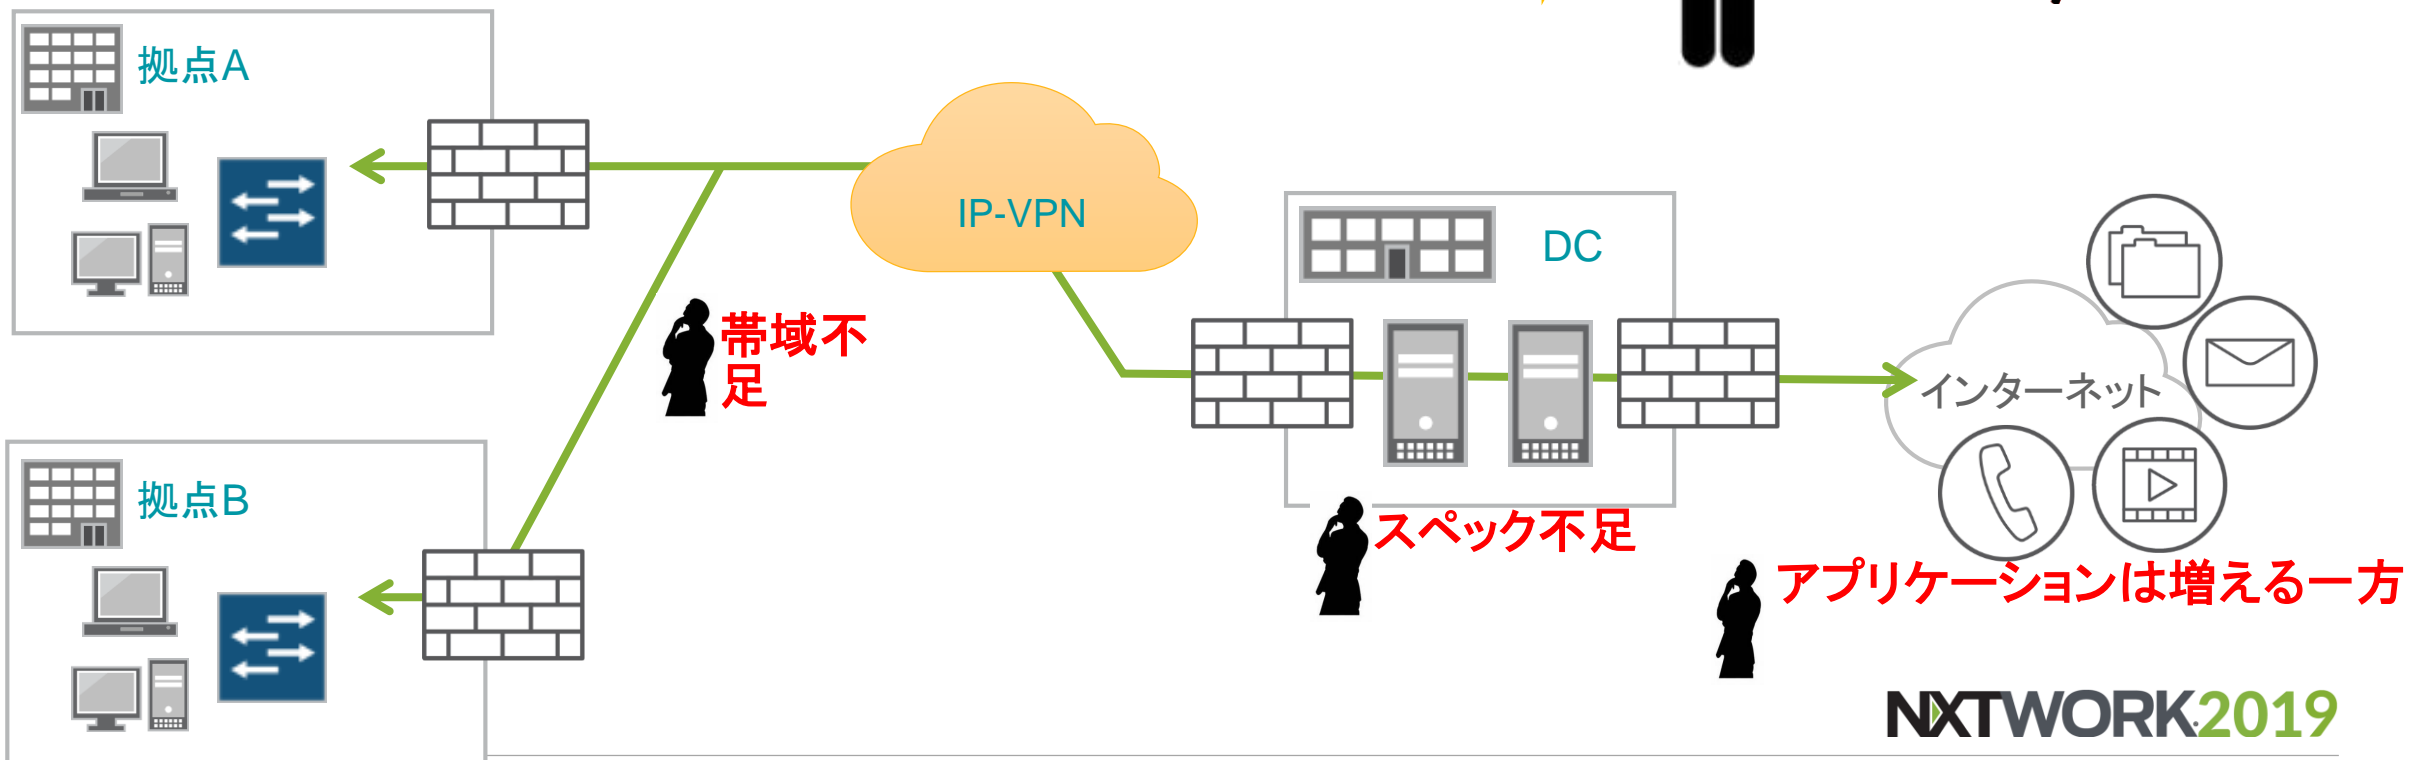 拠点A
IP-VPN
DC
帯域不
足
インターネット
拠点B
スペック不足
アプリケーションは増える一方
NXTWORK 2019